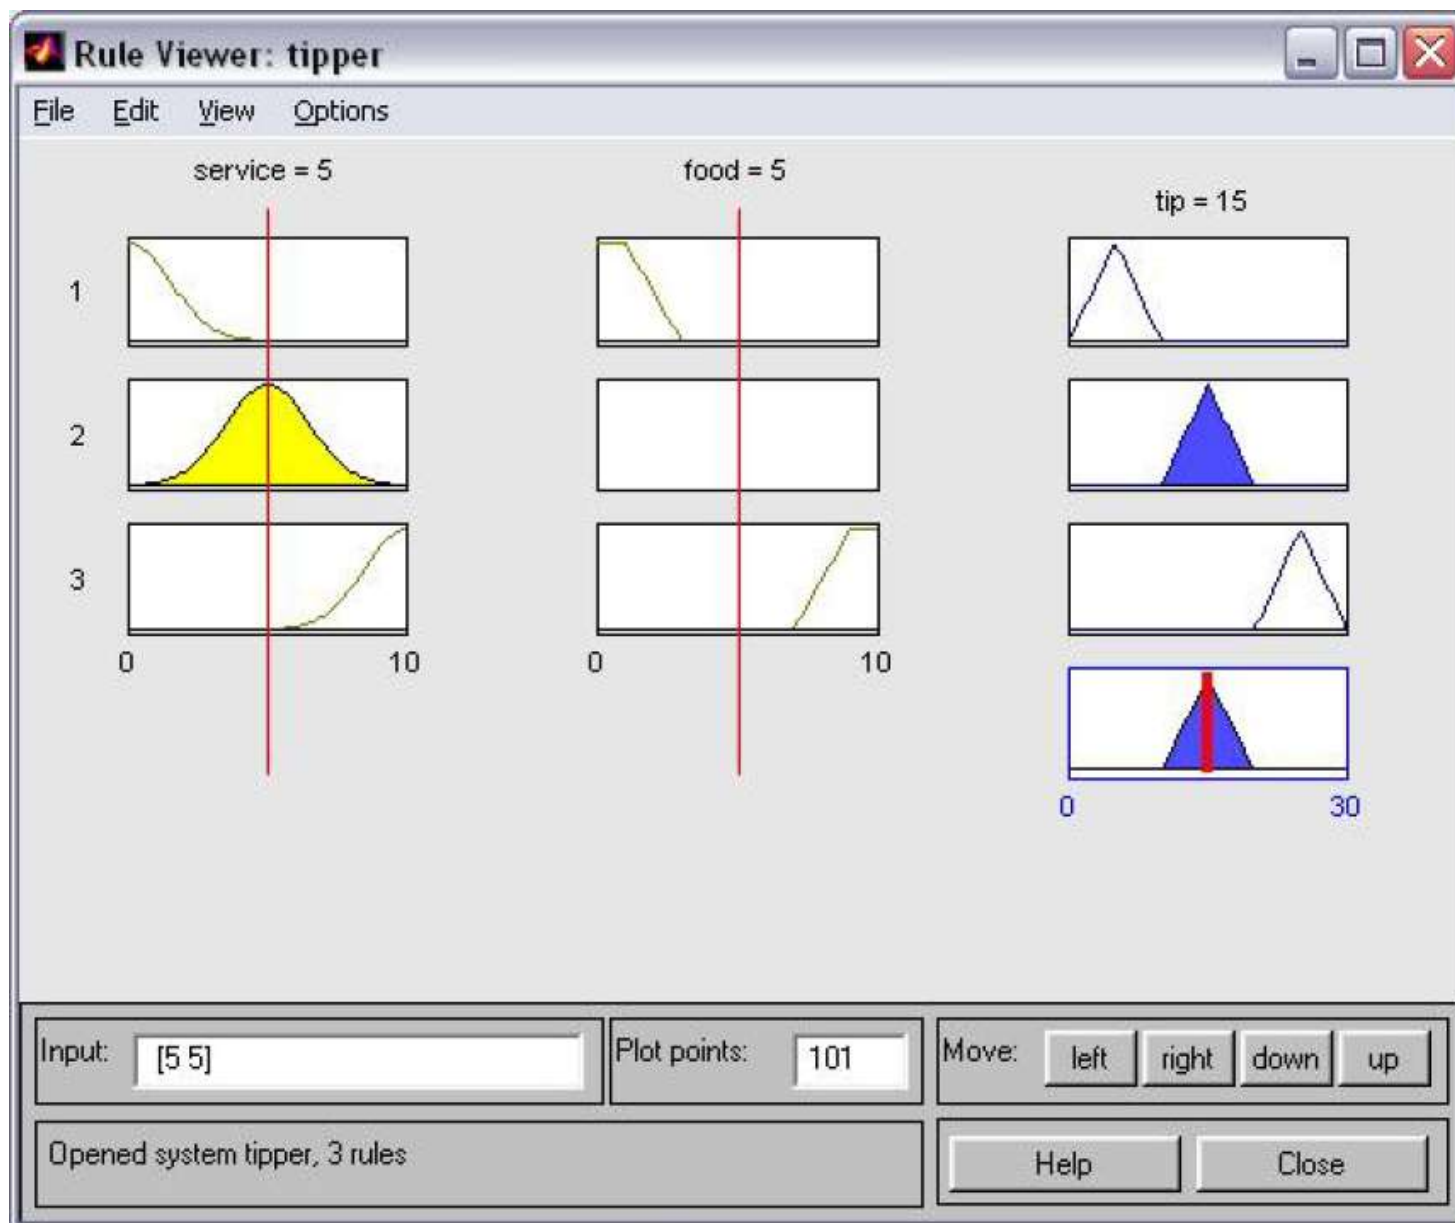 Rule Viewer: tipper
File Edit View Options
service = 5
food = 5
tip = 15
1
2
3
0 10
0 10
0 30
Input: [5 5]
Plot points: 101
Move: left right down up
Opened system tipper, 3 rules
Help Close